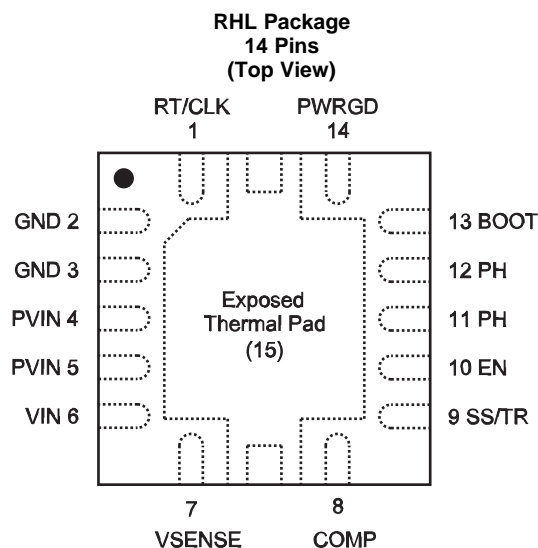 RHL Package
14 Pins
(Top View)
RT/CLK
1
PWRGD
14
GND 2
GND 3
PVIN 4
PVIN 5
VIN 6
Exposed
Thermal Pad
(15)
13 BOOT
12 PH
11 PH
10 EN
9 SS/TR
7
VSENSE
8
COMP